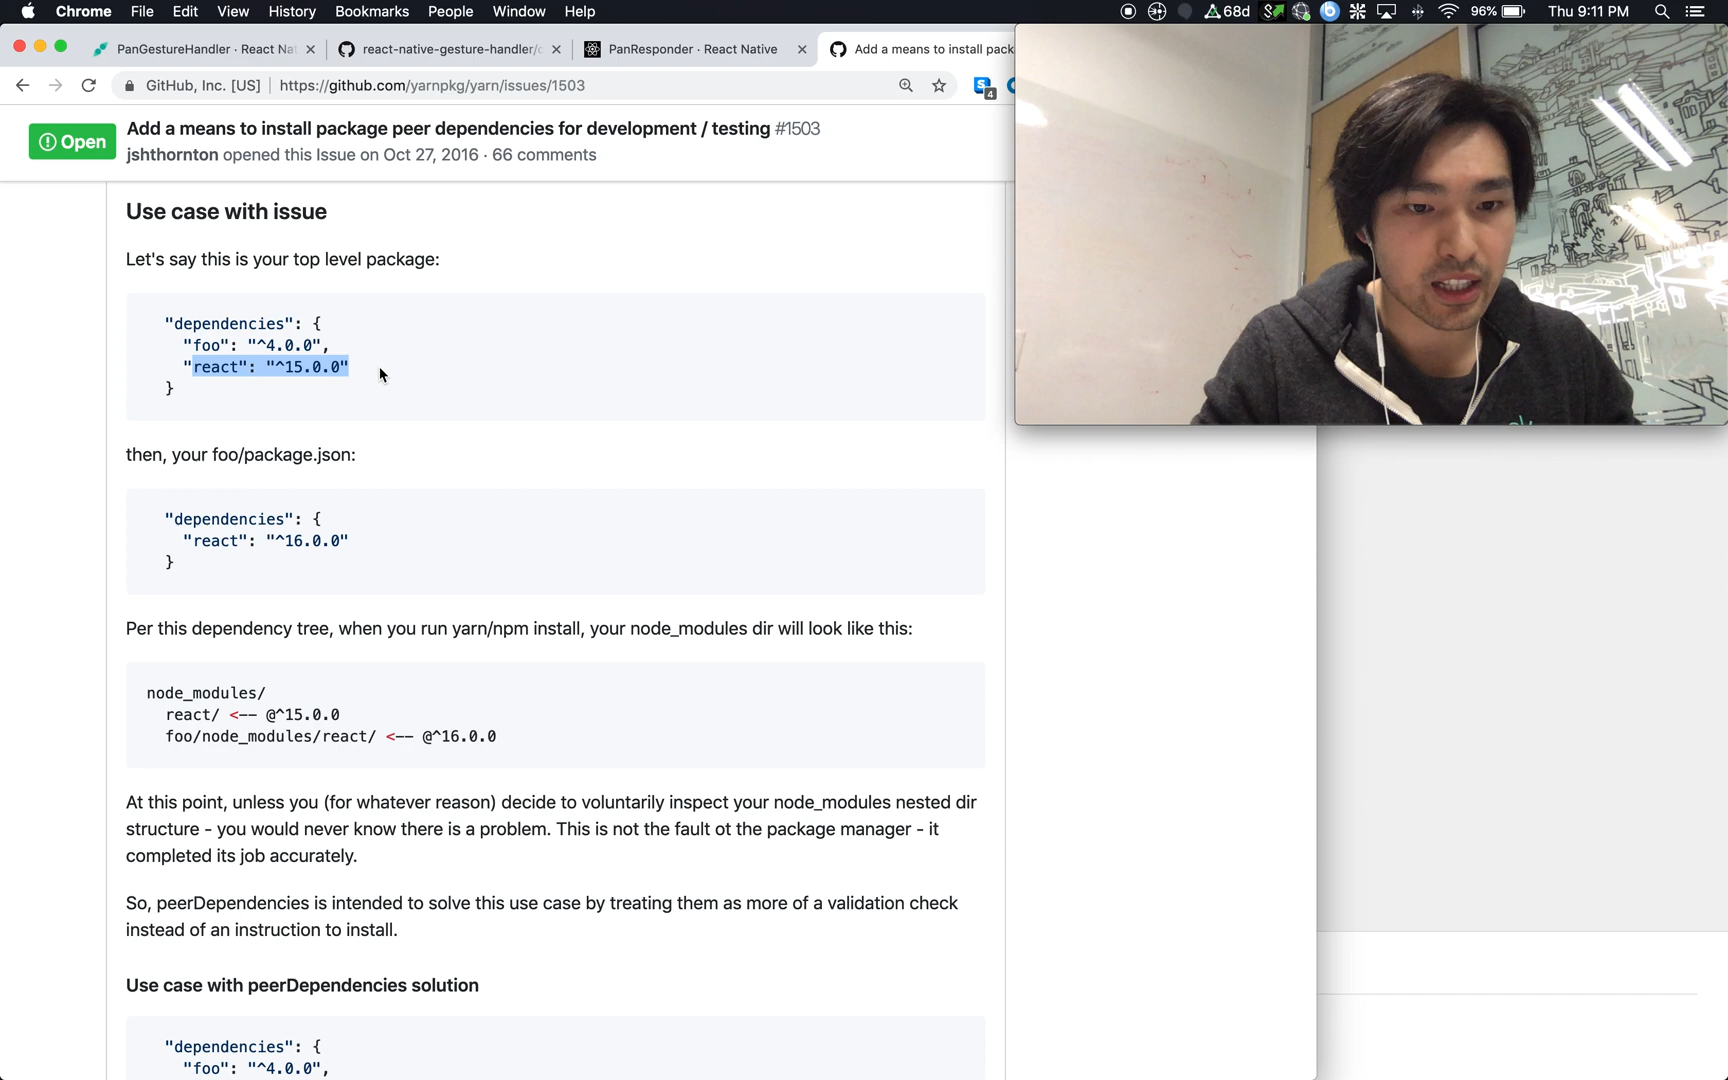 Chrome File Edit View History Bookmarks People Window Help 68d 96% Thu 9:11 PM
PanGestureHandler · React Nat react-native-gesture-handler/c PanResponder · React Native Add a means to install pack
GitHub, Inc. [US] https://github.com/yarnpkg/yarn/issues/1503 4
Open
Add a means to install package peer dependencies for development / testing #1503
jshthornton opened this Issue on Oct 27, 2016 · 66 comments
Use case with issue
Let's say this is your top level package:
"dependencies": {
"foo": "^4.0.0",
"react": "^15.0.0"
}
then, your foo/package.json:
"dependencies": {
"react": "^16.0.0"
}
Per this dependency tree, when you run yarn/npm install, your node_modules dir will look like this:
node_modules/
react/ <-- @^15.0.0
foo/node_modules/react/ <-- @^16.0.0
At this point, unless you (for whatever reason) decide to voluntarily inspect your node_modules nested dir
structure - you would never know there is a problem. This is not the fault ot the package manager - it
completed its job accurately.
So, peerDependencies is intended to solve this use case by treating them as more of a validation check
instead of an instruction to install.
Use case with peerDependencies solution
"dependencies": {
"foo": "^4.0.0",